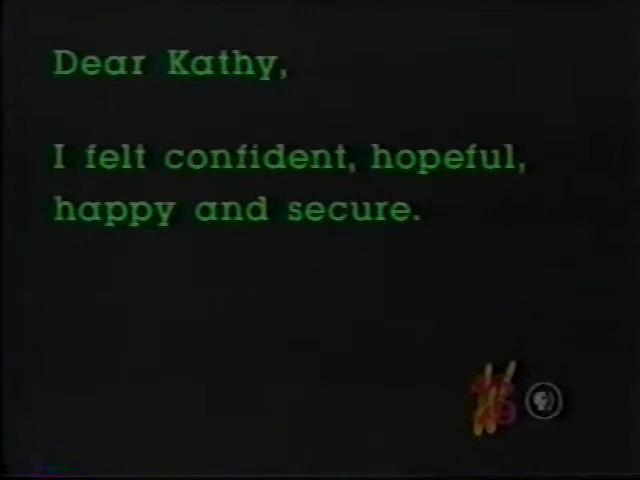 Dear Kathy,
I felt confident, hopeful,
happy and secure.